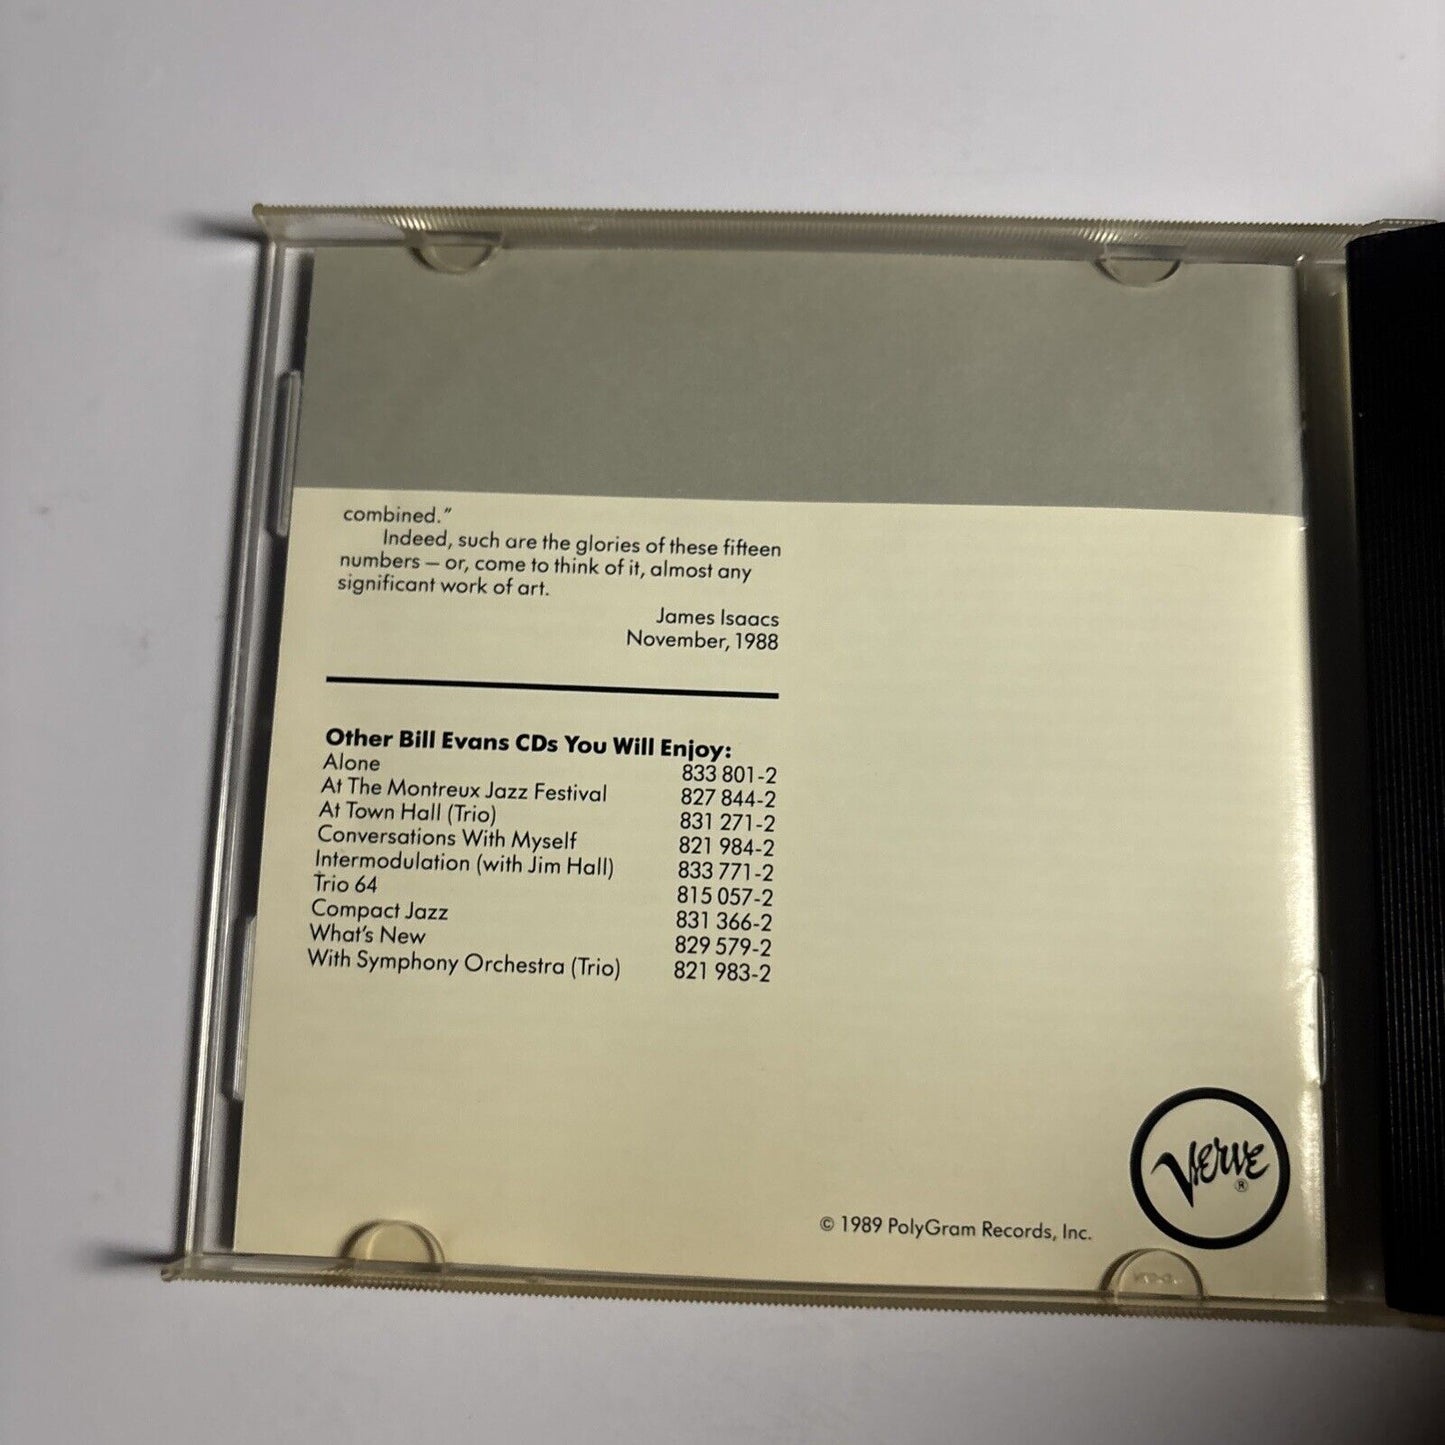 combined.”
Indeed, such are the glories of these fifteen
numbers — or, come to think of it, almost any
significant work of art.
James Isaacs
November, 1988
Other Bill Evans CDs You Will Enjoy:
Alone 833 801-2
At The Montreux Jazz Festival 827 844-2
At Town Hall (Trio) 831 271-2
Conversations With Myself 821 984-2
Intermodulation (with Jim Hall) 833 771-2
Trio 64 815 057-2
Compact Jazz 831 366-2
What’s New 829 579-2
With Symphony Orchestra (Trio) 821 983-2
Verve ®
© 1989 PolyGram Records, Inc.